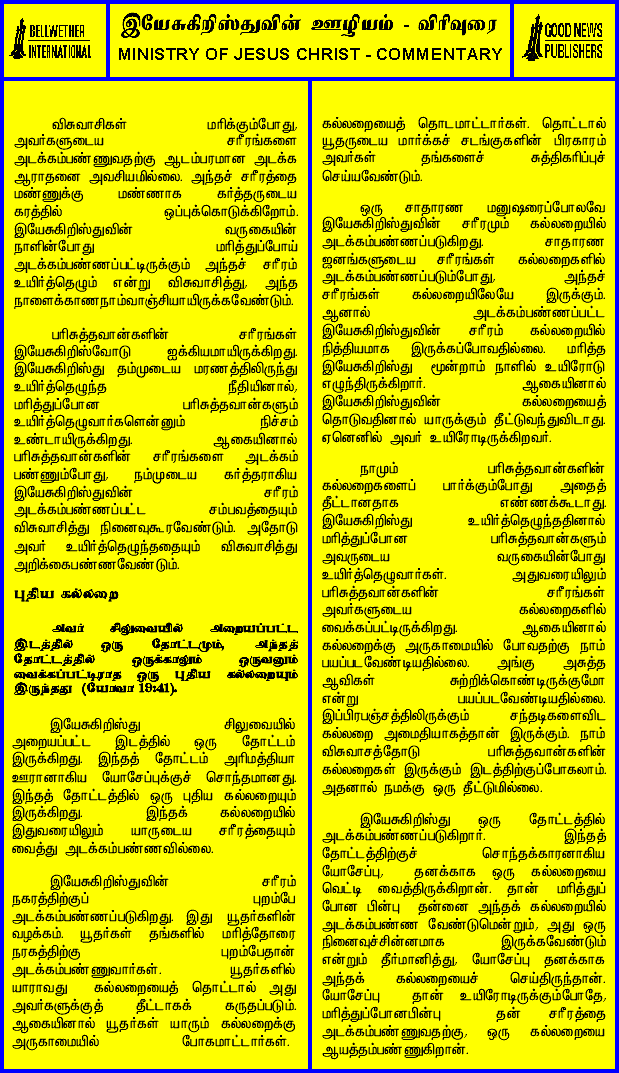 BELLWETHER
INTERNATIONAL
இயேசுகிறிஸ்துவின் ஊழியம் - விரிவுரை
MINISTRY OF JESUS CHRIST - COMMENTARY
GOOD NEWS
PUBLISHERS
விசுவாசிகள் மரிக்கும்போது,
அவர்களுடைய சரீரங்களை
அடக்கம்பண்ணுவதற்கு ஆடம்பரமான அடக்க
ஆராதனை அவசியமில்லை. அந்தச் சரீரத்தை
மண்ணுக்கு மண்ணாக கர்த்தருடைய
கரத்தில் ஒப்புக்கொடுக்கிறோம்.
இயேசுகிறிஸ்துவின் வருகையின்
நாளின்போது மரித்துப்போய்
அடக்கம்பண்ணப்பட்டிருக்கும் அந்தச் சரீரம்
உயிர்த்தெழும் என்று விசுவாசித்து, அந்த
நாளைக்காணநாம்வாஞ்சியாயிருக்கவேண்டும்.
பரிசுத்தவான்களின் சரீரங்கள்
இயேசுகிறிஸ்வோடு ஐக்கியமாயிருக்கிறது.
இயேசுகிறிஸ்து தம்முடைய மரணத்திலிருந்து
உயிர்த்தெழுந்த நீதியினால்,
மரித்துப்போன பரிசுத்தவான்களும்
உயிர்த்தெழுவார்களென்னும் நிச்சம்
உண்டாயிருக்கிறது. ஆகையினால்
பரிசுத்தவான்களின் சரீரங்களை அடக்கம்
பண்ணும்போது, நம்முடைய கர்த்தராகிய
இயேசுகிறிஸ்துவின் சரீரம்
அடக்கம்பண்ணப்பட்ட சம்பவத்தையும்
விசுவாசித்து நினைவுகூரவேண்டும். அதோடு
அவர் உயிர்த்தெழுந்ததையும் விசுவாசித்து
அறிக்கைபண்ணவேண்டும்.
புதிய கல்லறை
அவர் சிலுவையில் அறையப்பட்ட
இடத்தில் ஒரு தோட்டமும், அந்தத்
தோட்டத்தில் ஒருக்காலும் ஒருவனும்
வைக்கப்பட்டிராத ஒரு புதிய கல்லறையும்
இருந்தது (யோவா 19:41).
இயேசுகிறிஸ்து சிலுவையில்
அறையப்பட்ட இடத்தில் ஒரு தோட்டம்
இருக்கிறது. இந்தத் தோட்டம் அரிமத்தியா
ஊரானாகிய யோசேப்புக்குச் சொந்தமானது.
இந்தத் தோட்டத்தில் ஒரு புதிய கல்லறையும்
இருக்கிறது. இந்தக் கல்லறையில்
இதுவரையிலும் யாருடைய சரீரத்தையும்
வைத்து அடக்கம்பண்ணவில்லை.
இயேசுகிறிஸ்துவின் சரீரம்
நகரத்திற்குப் புறம்பே
அடக்கம்பண்ணப்படுகிறது. இது யூதர்களின்
வழக்கம். யூதர்கள் தங்களில் மரித்தோரை
நரகத்திற்கு புறம்பேதான்
அடக்கம்பண்ணுவார்கள். யூதர்களில்
யாராவது கல்லறைகயைத் தொட்டால் அது
அவர்களுக்குத் தீட்டாகக் கருதப்படும்.
ஆகையினால் யூதர்கள் யாரும் கல்லறைக்கு
அருகாமையில் போகமாட்டார்கள்.
கல்லறையைத் தொடமாட்டார்கள். தொட்டால்
யூதருடைய மார்க்கச் சடங்குகளின் பிரகாரம்
அவர்கள் தங்களைச் சுத்திகரிப்புச்
செய்யவேண்டும்.
ஒரு சாதாரண மனுஷரைப்போலவே
இயேசுகிறிஸ்துவின் சரீரமும் கல்லறையில்
அடக்கம்பண்ணப்படுகிறது. சாதாரண
ஜனங்களுடைய சரீரங்கள் கல்லறைகளில்
அடக்கம்பண்ணப்படும்போது, அந்தச்
சரீரங்கள் கல்லறையிலேயே இருக்கும்.
ஆனால் அடக்கம்பண்ணப்பட்ட
இயேசுகிறிஸ்துவின் சரீரம் கல்லறையில்
நித்தியமாக இருக்கப்போவதில்லை. மரித்த
இயேசுகிறிஸ்து மூன்றாம் நாளில் உயிரோடு
எழுந்திருக்கிறார். ஆகையினால்
இயேசுகிறிஸ்துவின் கல்லறையைத்
தொடுவதினால் யாருக்கும் தீட்டுவந்துவிடாது.
ஏனெனில் அவர் உயிரோடிருக்கிறவர்.
நாமும் பரிசுத்தவான்களின்
கல்லறைகளைப் பார்க்கும்போது அதைத்
தீட்டானதாக எண்ணக்கூடாது.
இயேசுகிறிஸ்து உயிர்த்தெழுந்ததினால்
மரித்துப்போன பரிசுத்தவான்களும்
அவருடைய வருகையின்போது
உயிர்த்தெழுவார்கள். அதுவரையிலும்
பரிசுத்தவான்களின் சரீரங்கள்
அவர்களுடைய கல்லறைகளில்
வைக்கப்பட்டிருக்கிறது. ஆகையினால்
கல்லறைக்கு அருகாமையில் போவதற்கு நாம்
பயப்படவேண்டியதில்லை. அங்கு அசுத்த
ஆவிகள் சுற்றிக்கொண்டிருக்குமோ
என்று பயப்படவேண்டியதில்லை.
இப்பிரபஞ்சத்திலிருக்கும் சந்தடிகளைவிட
கல்லறை அமைதியாகத்தான் இருக்கும். நாம்
விசுவாசத்தோடு பரிசுத்தவான்களின்
கல்லறைகள் இருக்கும் இடத்திற்குப்போகலாம்.
அதனால் நமக்கு ஒரு தீட்டுமில்லை.
இயேசுகிறிஸ்து ஒரு தோட்டத்தில்
அடக்கம்பண்ணப்படுகிறார். இந்தத்
தோட்டத்திற்குச் சொந்தக்காரனாகிய
யோசேப்பு, தனக்காக ஒரு கல்லறையை
வெட்டி வைத்திருக்கிறான். தான் மரித்துப்
போன பின்பு தன்னை அந்தக் கல்லறையில்
அடக்கம்பண்ண வேண்டுமென்றும், அது ஒரு
நினைவுச்சின்னமாக இருக்கவேண்டும்
என்றும் தீர்மானித்து, யோசேப்பு தனக்காக
அந்தக் கல்லறையைச் செய்திருந்தான்.
யோசேப்பு தான் உயிரோடிருக்கும்போதே,
மரித்துப்போனபின்பு தன் சரீரத்தை
அடக்கம்பண்ணுவதற்கு, ஒரு கல்லறையை
ஆயத்தம்பண்ணுகிறான்.